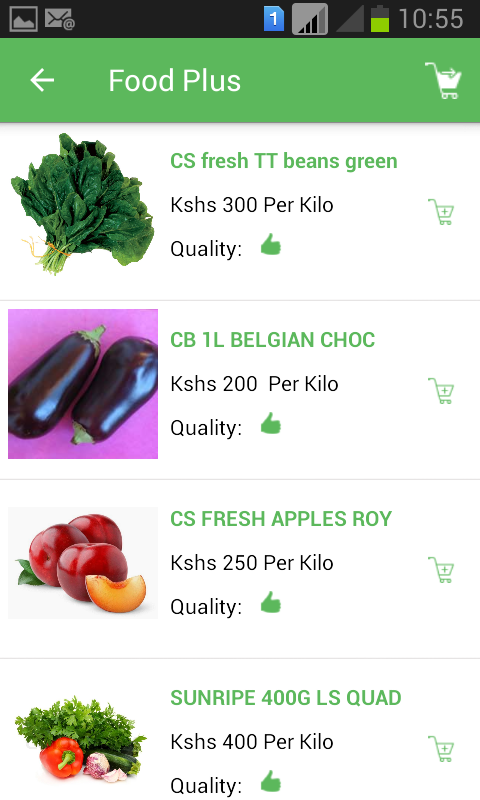 1 10:55
Food Plus
CS fresh TT beans green
Kshs 300 Per Kilo
Quality:
CB 1L BELGIAN CHOC
Kshs 200  Per Kilo
Quality:
CS FRESH APPLES ROY
Kshs 250 Per Kilo
Quality:
SUNRIPE 400G LS QUAD
Kshs 400 Per Kilo
Quality: